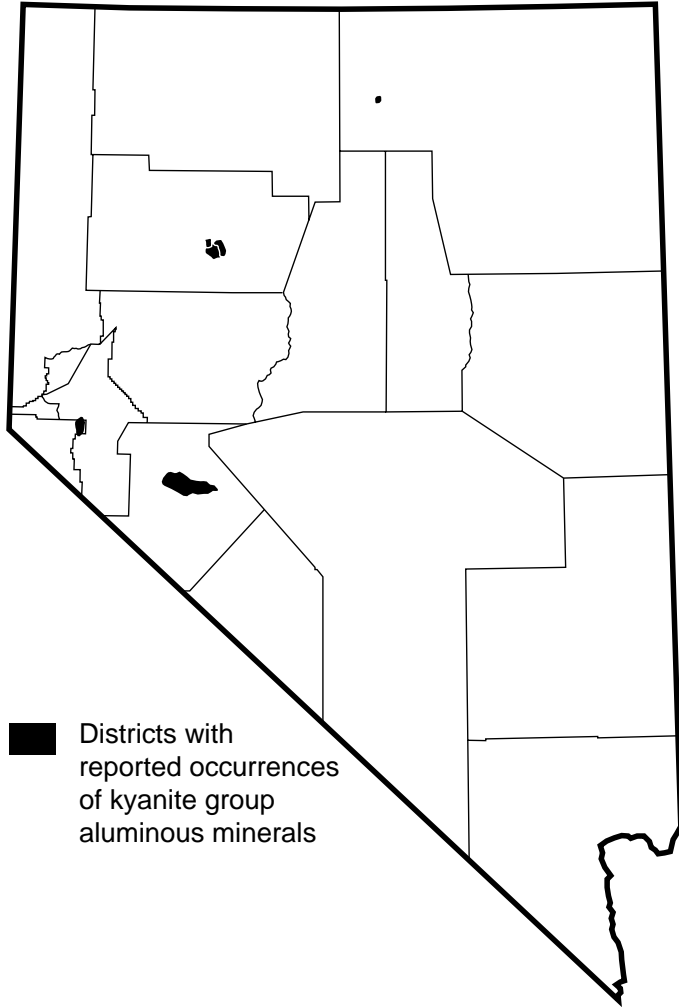 Districts with
reported occurrences
of kyanite group
aluminous minerals